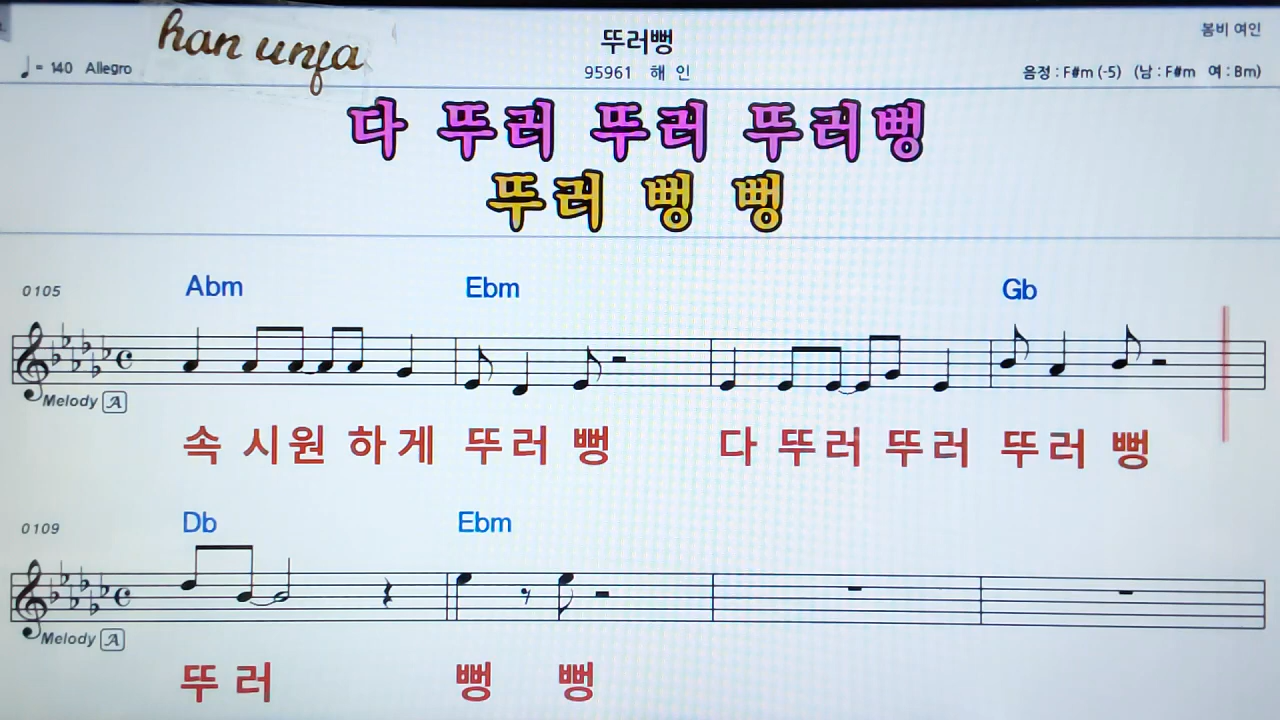 han unfa
뚜러뻥
봄비 여인
♩= 140 Allegro
95961 해 인
음정 : F#m (-5) (남 : F#m 여 : Bm)
다 뚜러 뚜러 뚜러뻥
뚜러 뻥 뻥
0105 Abm Ebm Gb
Melody A
속 시원 하게 뚜러 뻥 다 뚜러 뚜러 뚜러 뻥
0109 Db Ebm
Melody A
뚜 러 뻥 뻥